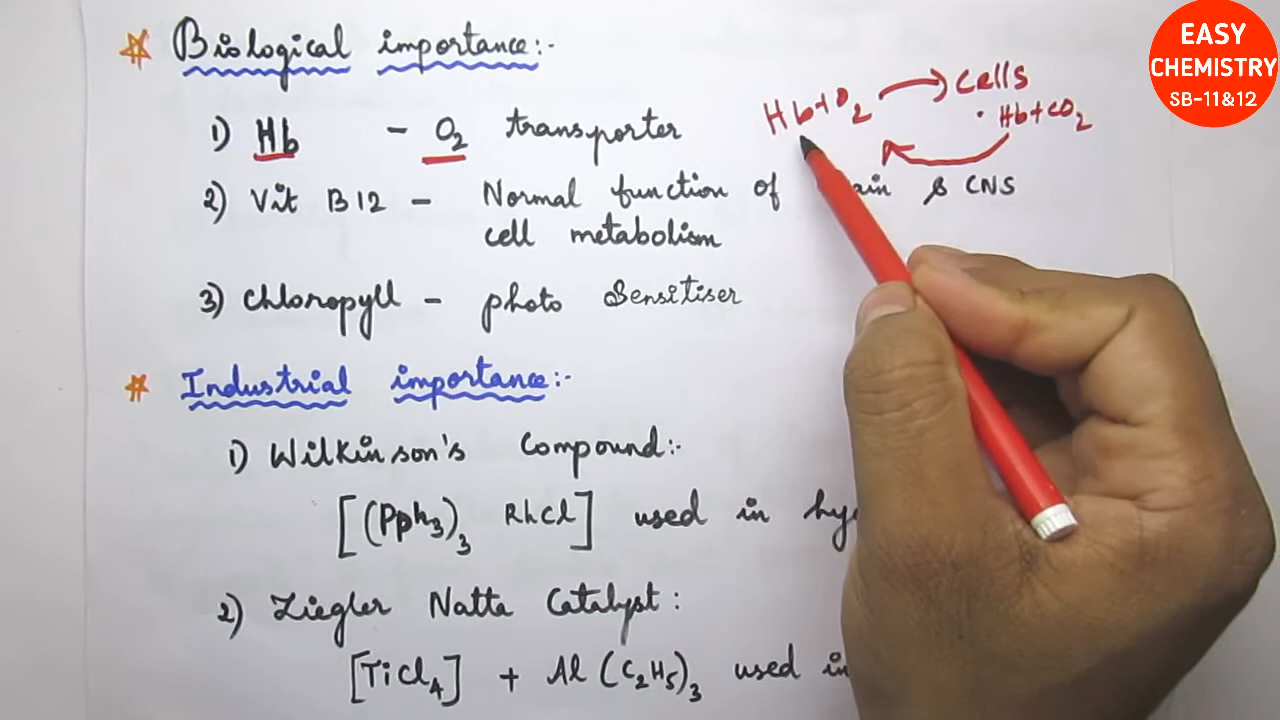 * Biological importance:-
Hb+O2 → cells
Hb+CO2
1) Hb - O2 transporter
2) Vit B12 - Normal function of & CNS
cell metabolism
3) Chloropyll - photo Sensitiser
* Industrial importance:-
1) Wilkinson's Compound:-
[(Pph3)3 RhCl] used in
2) Ziegler Natta Catalyst:
[TiCl4] + Al (C2H5)3 used in
EASY
CHEMISTRY
SB-11&12